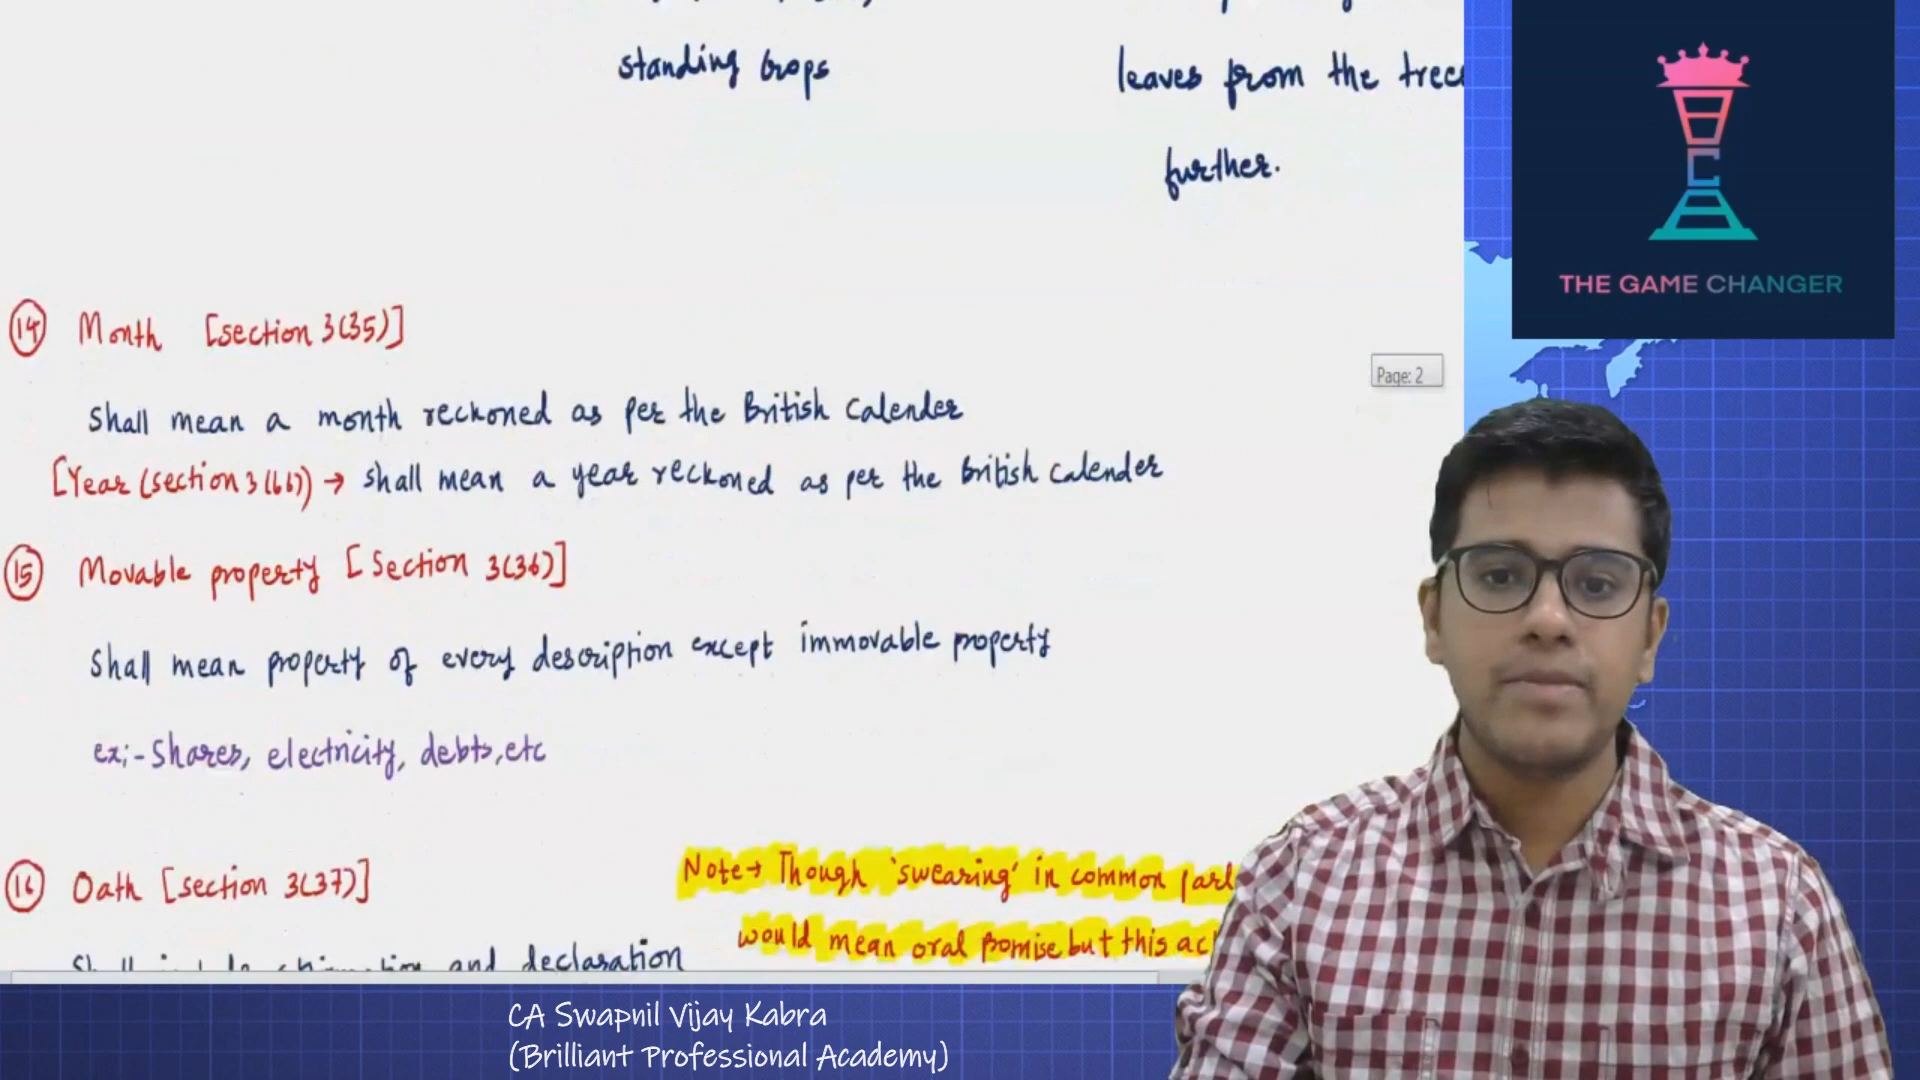 standing crops
leaves from the tree
further.
THE GAME CHANGER
14 Month [section 3(35)]
Page: 2
Shall mean a month reckoned as per the British Calender
[Year (section 3(66)) → shall mean a year reckoned as per the British Calender
15 Movable property [Section 3(36)]
Shall mean property of every description except immovable property
ex:- Shares, electricity, debts, etc
16 Oath [section 3(37)]
Note → Though 'swearing' in common parl
would mean oral promise but this act
and declaration
CA Swapnil Vijay Kabra
(Brilliant Professional Academy)